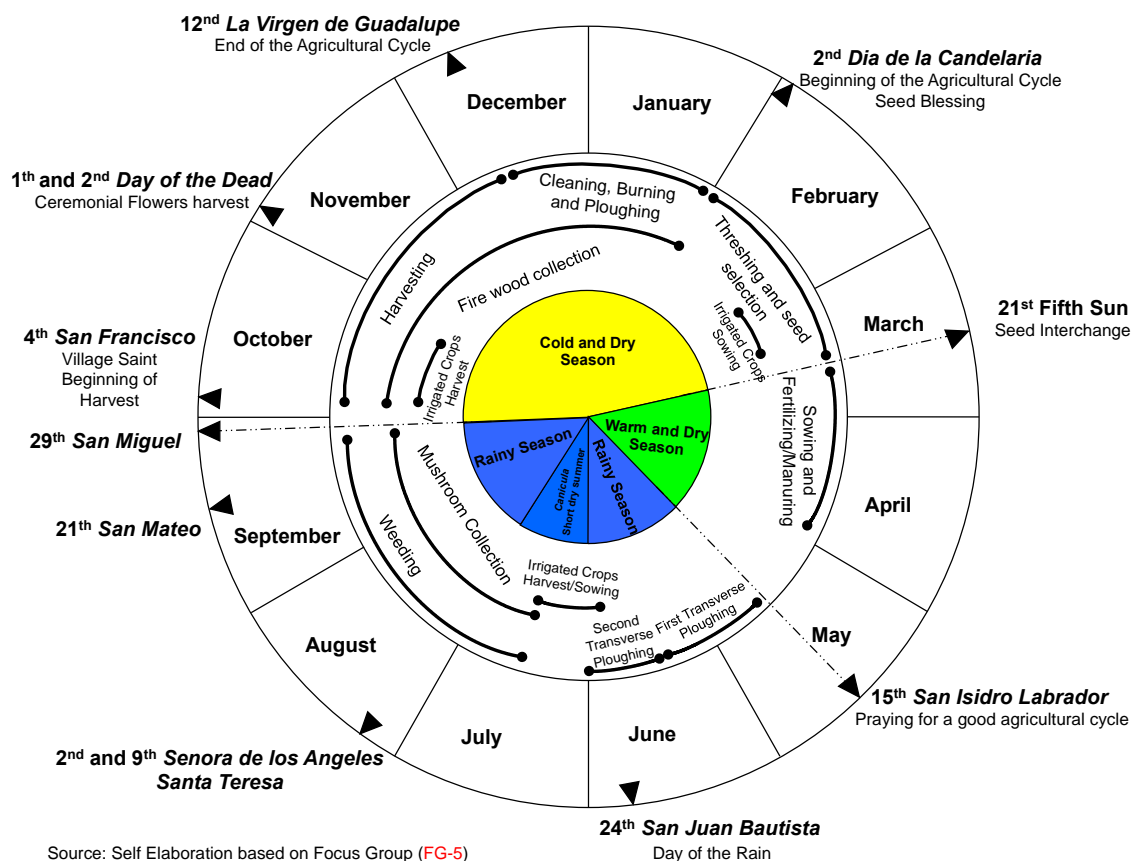 12nd La Virgen de Guadalupe
End of the Agricultural Cycle
2nd Dia de la Candelaria
Beginning of the Agricultural Cycle
Seed Blessing
December
January
1th and 2nd Day of the Dead
Ceremonial Flowers harvest
November
February
Cleaning, Burning
and Ploughing
Threshing and seed
selection
Harvesting
Fire wood collection
4th San Francisco
Village Saint
Beginning of
Harvest
October
March
21st Fifth Sun
Seed Interchange
Irrigated Crops
Harvest
Irrigated Crops
Sowing
Cold and Dry
Season
Warm and Dry
Season
Rainy Season
Canicula
Short dry summer
Rainy Season
Sowing and
Fertilizing/Manuring
29th San Miguel
21th San Mateo
September
April
Mushroom Collection
Weeding
Irrigated Crops
Harvest/Sowing
Second
Transverse
Ploughing
First Transverse
Ploughing
August
May
15th San Isidro Labrador
Praying for a good agricultural cycle
July
June
2nd and 9th Senora de los Angeles
Santa Teresa
24th San Juan Bautista
Day of the Rain
Source: Self Elaboration based on Focus Group (FG-5)